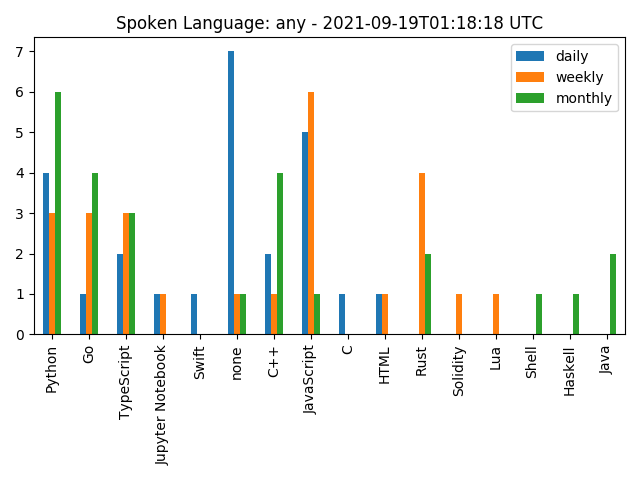 Spoken Language: any - 2021-09-19T01:18:18 UTC
daily
weekly
monthly
7
6
5
4
3
2
1
0
Python
Go
TypeScript
Jupyter Notebook
Swift
none
C++
JavaScript
C
HTML
Rust
Solidity
Lua
Shell
Haskell
Java